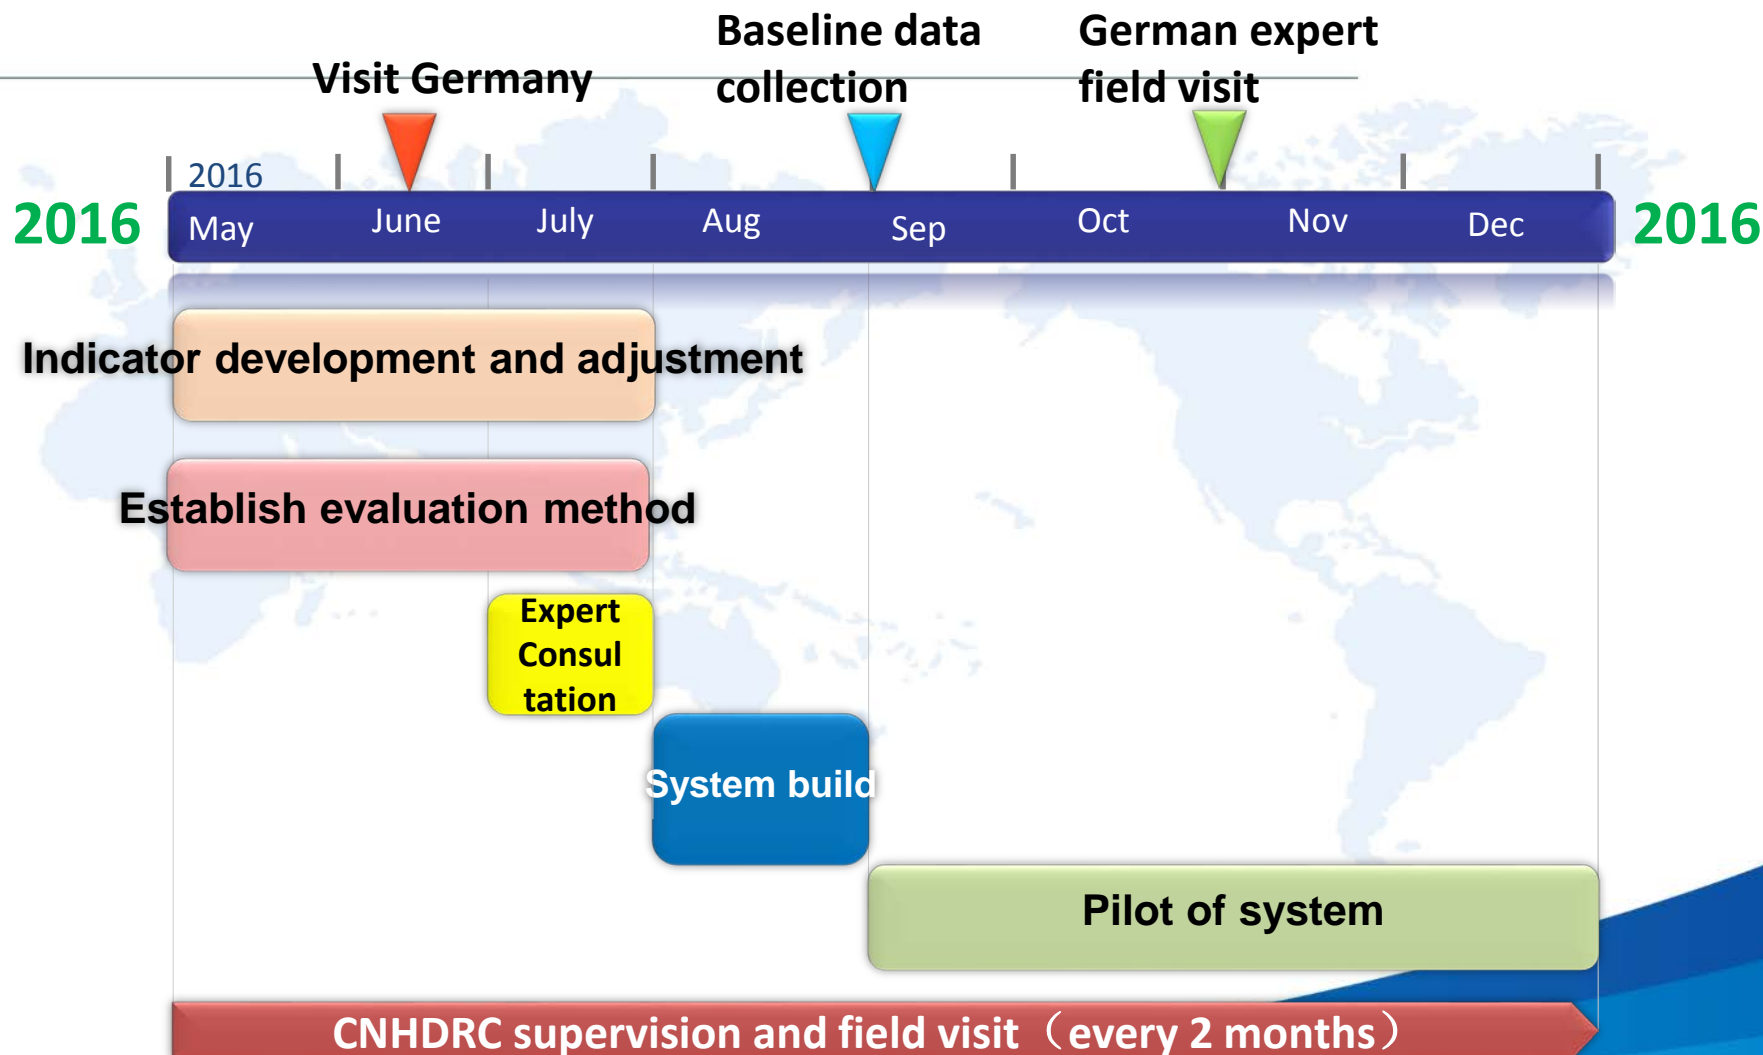 Visit Germany
Baseline data
collection
German expert
field visit
2016
2016
May
June
July
Aug
Sep
Oct
Nov
Dec
2016
Indicator development and adjustment
Establish evaluation method
Expert
Consul
tation
System build
Pilot of system
CNHDRC supervision and field visit（every 2 months）